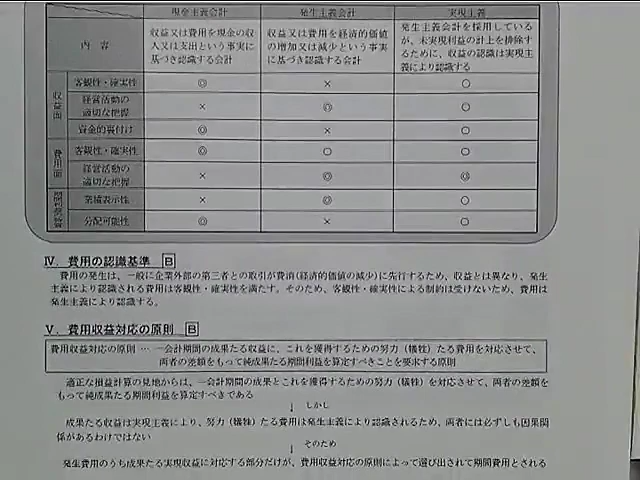 現金主義会計 発生主義会計 実現主義
内容 収益又は費用を現金の収入又は支出という事実に基づき認識する会計 収益又は費用を経済的価値の増加又は減少という事実に基づき認識する会計 発生主義会計を採用しているが、未実現利益の計上を排除するために、収益の認識は実現主義により認識する
収益面 客観性・確実性 ◎ × ○
経営活動の適切な把握 × ◎ ○
資金的裏付け ◎ × ○
費用面 客観性・確実性 ◎ ○ ○
経営活動の適切な把握 × ◎ ◎
業績表示性 × ◎ ○
分配可能性 ◎ × ○
Ⅳ．費用の認識基準 B
費用の発生は、一般に企業外部の第三者との取引が費消(経済的価値の減少)に先行するため、収益とは異なり、発生
主義により認識される費用は客観性・確実性を満たす。そのため、客観性・確実性による制約は受けないため、費用は
発生主義により認識する。
Ⅴ．費用収益対応の原則 B
費用収益対応の原則 … 一会計期間の成果たる収益に、これを獲得するための努力（犠牲）たる費用を対応させて、
両者の差額をもって純成果たる期間利益を算定すべきことを要求する原則
適正な損益計算の見地からは、一会計期間の成果とこれを獲得するための努力（犠牲）を対応させて、両者の差額を
もって純成果たる期間利益を算定すべきである
↓ しかし
成果たる収益は実現主義により、努力（犠牲）たる費用は発生主義により認識されるため、両者には必ずしも因果関
係があるわけではない
↓ そのため
発生費用のうち成果たる実現収益に対応する部分だけが、費用収益対応の原則によって選び出されて期間費用とされる